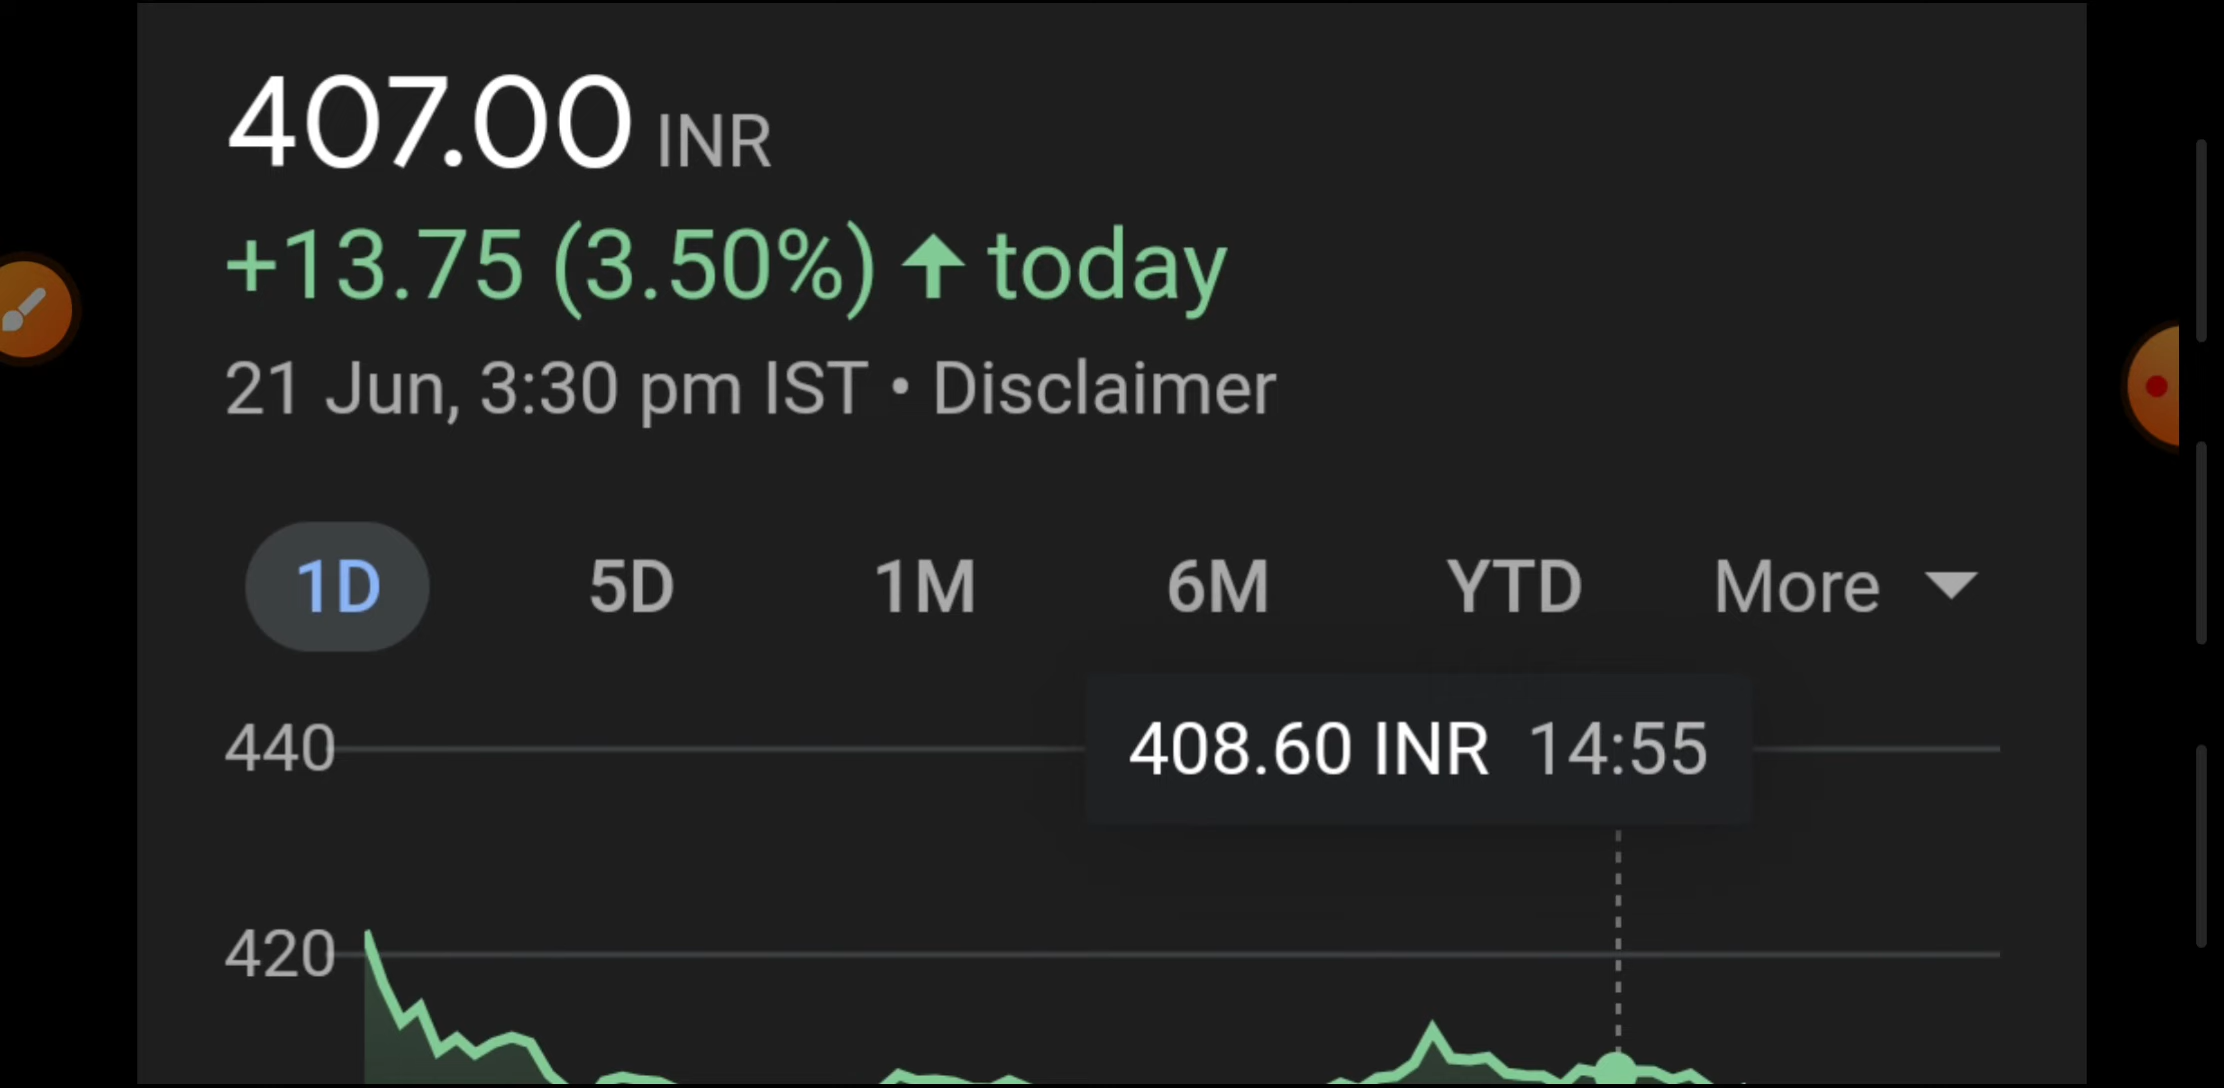 407.00 INR
+13.75 (3.50%) ↑ today
21 Jun, 3:30 pm IST • Disclaimer
1D 5D 1M 6M YTD More
440
408.60 INR 14:55
420